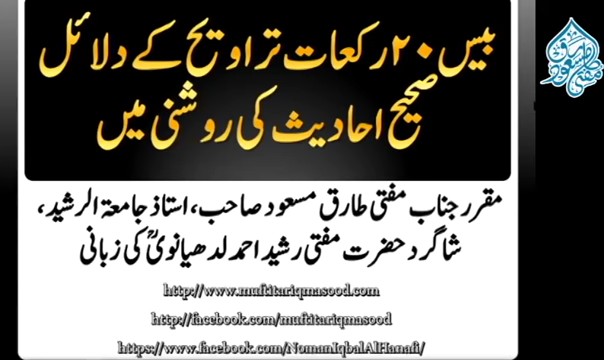 بیس ۲۰ رکعات تراویح کے دلائل
صحیح احادیث کی روشنی میں
مقرر جناب مفتی طارق مسعود صاحب، استاذ جامعۃ الرشید،
شاگرد حضرت مفتی رشید احمد لدھیانویؒ کی زبانی
http://www.muftitariqmasood.com
http://facebook.com/muftitariqmasood
https://www.facebook.com/NomanIqbalAlHanafi/